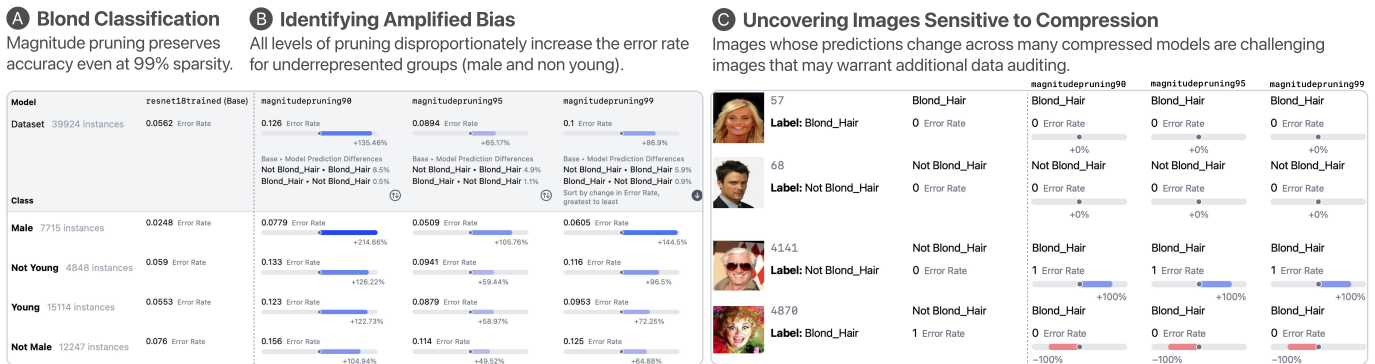 A Blond Classification
Magnitude pruning preserves
accuracy even at 99% sparsity.
B Identifying Amplified Bias
All levels of pruning disproportionately increase the error rate
for underrepresented groups (male and non young).
C Uncovering Images Sensitive to Compression
Images whose predictions change across many compressed models are challenging
images that may warrant additional data auditing.
Model resnet18trained (Base) magnitudepruning90 magnitudepruning95 magnitudepruning99
Dataset 39924 instances 0.0562 Error Rate 0.126 Error Rate 0.0894 Error Rate 0.1 Error Rate
+135.46% +65.17% +86.9%
Base • Model Prediction Differences Base • Model Prediction Differences Base • Model Prediction Differences
Not Blond_Hair • Blond_Hair 8.5% Not Blond_Hair • Blond_Hair 4.9% Not Blond_Hair • Blond_Hair 5.9%
Blond_Hair • Not Blond_Hair 0.5% Blond_Hair • Not Blond_Hair 1.1% Blond_Hair • Not Blond_Hair 0.9%
Sort by change in Error Rate,
greatest to least
Class
Male 7715 instances 0.0248 Error Rate 0.0779 Error Rate 0.0509 Error Rate 0.0605 Error Rate
+214.66% +105.76% +144.5%
Not Young 4848 instances 0.059 Error Rate 0.133 Error Rate 0.0941 Error Rate 0.116 Error Rate
+126.22% +59.44% +96.5%
Young 15114 instances 0.0553 Error Rate 0.123 Error Rate 0.0879 Error Rate 0.0953 Error Rate
+122.73% +58.97% +72.25%
Not Male 12247 instances 0.076 Error Rate 0.156 Error Rate 0.114 Error Rate 0.125 Error Rate
+104.94% +49.52% +64.88%
magnitudepruning90 magnitudepruning95 magnitudepruning99
57 Blond_Hair Blond_Hair Blond_Hair Blond_Hair
Label: Blond_Hair 0 Error Rate 0 Error Rate 0 Error Rate 0 Error Rate
+0% +0% +0%
68 Not Blond_Hair Not Blond_Hair Not Blond_Hair Not Blond_Hair
Label: Not Blond_Hair 0 Error Rate 0 Error Rate 0 Error Rate 0 Error Rate
+0% +0% +0%
4141 Not Blond_Hair Blond_Hair Blond_Hair Blond_Hair
Label: Not Blond_Hair 0 Error Rate 1 Error Rate 1 Error Rate 1 Error Rate
+100% +100% +100%
4870 Not Blond_Hair Blond_Hair Blond_Hair Blond_Hair
Label: Blond_Hair 1 Error Rate 0 Error Rate 0 Error Rate 0 Error Rate
−100% −100% −100%